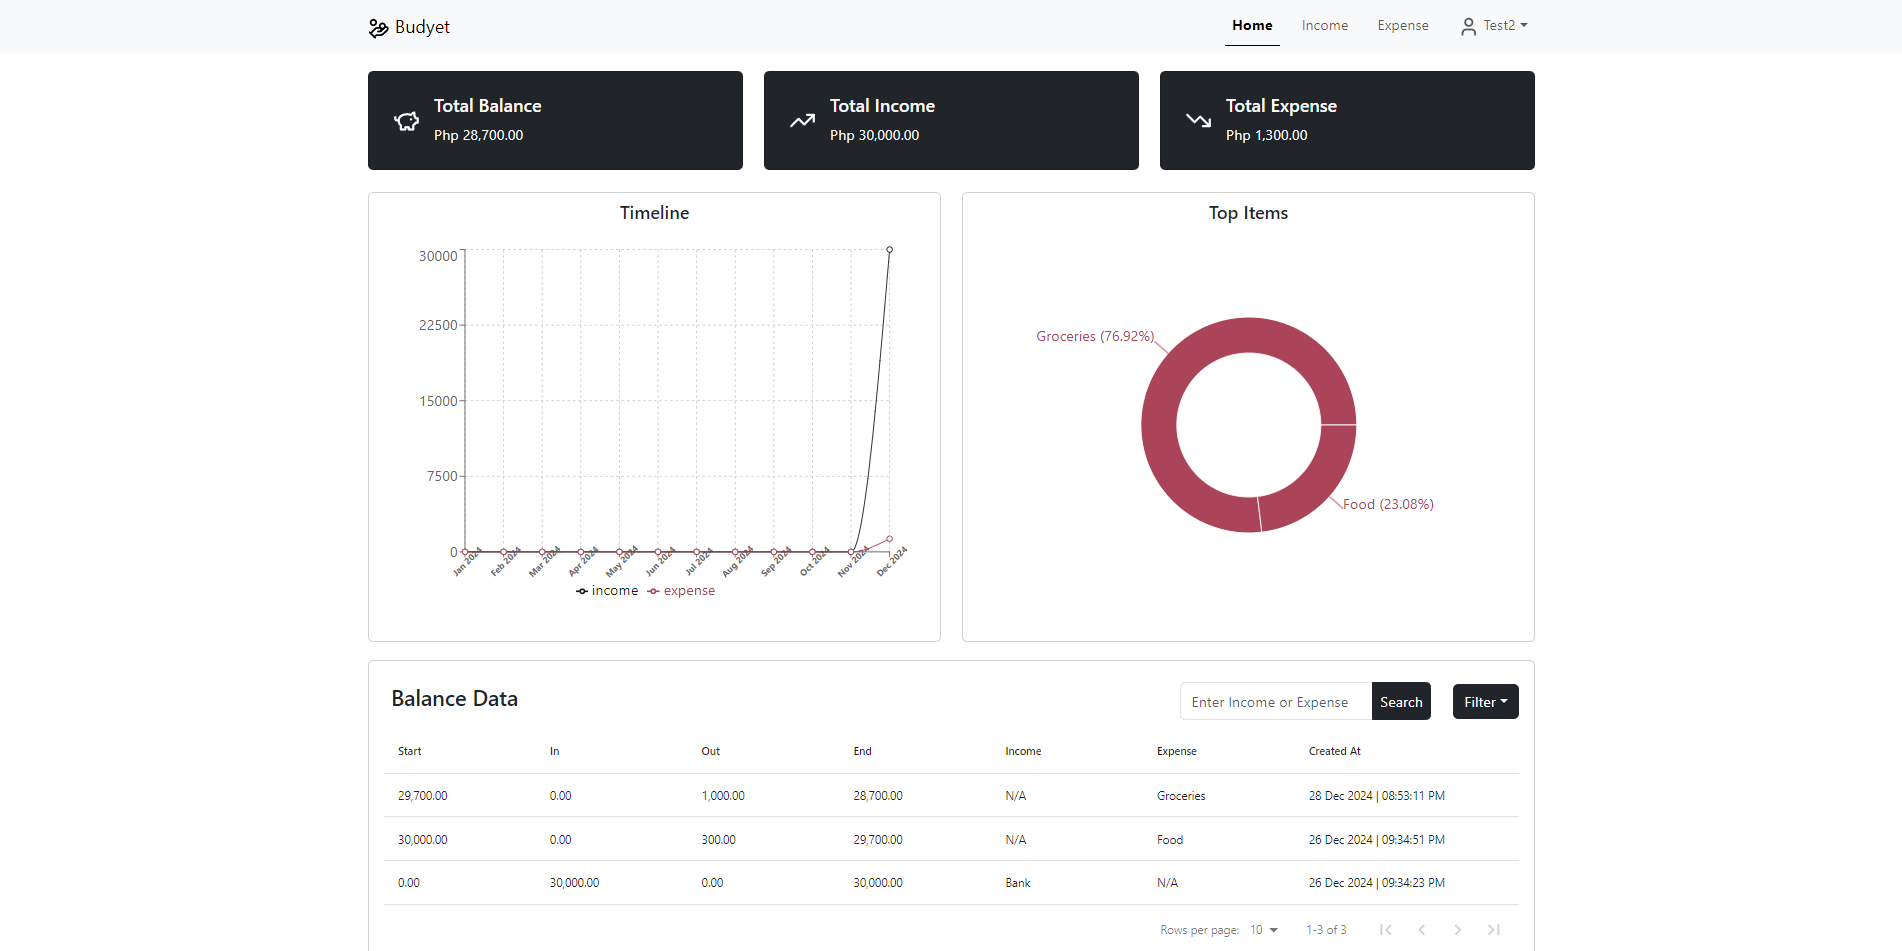 Budyet
Home Income Expense Test2
Total Balance
Php 28,700.00
Total Income
Php 30,000.00
Total Expense
Php 1,300.00
Timeline
30000
22500
15000
7500
0
Jan 2024 Feb 2024 Mar 2024 Apr 2024 May 2024 Jun 2024 Jul 2024 Aug 2024 Sep 2024 Oct 2024 Nov 2024 Dec 2024
income expense
Top Items
Groceries (76.92%)
Food (23.08%)
Balance Data
Enter Income or Expense Search Filter
Start In Out End Income Expense Created At
29,700.00 0.00 1,000.00 28,700.00 N/A Groceries 28 Dec 2024 | 08:53:11 PM
30,000.00 0.00 300.00 29,700.00 N/A Food 26 Dec 2024 | 09:34:51 PM
0.00 30,000.00 0.00 30,000.00 Bank N/A 26 Dec 2024 | 09:34:23 PM
Rows per page: 10 1-3 of 3